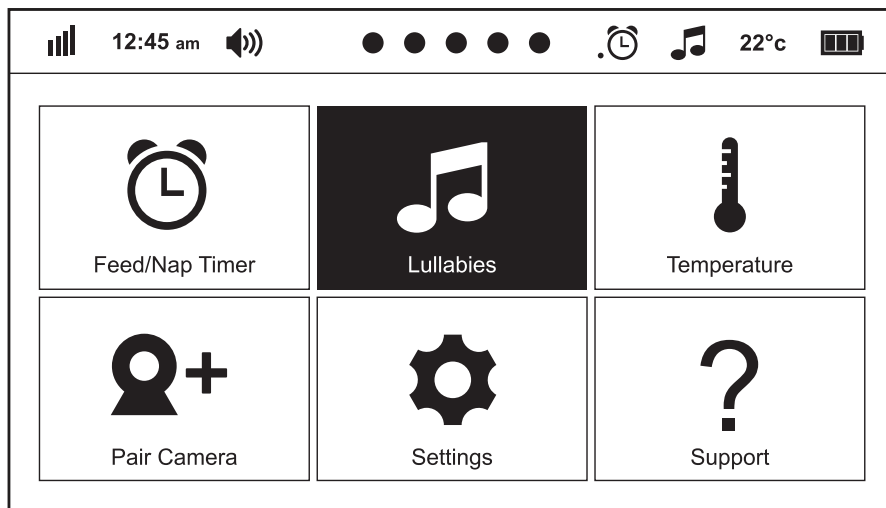 12:45 am 22°c
Feed/Nap Timer Lullabies Temperature
Pair Camera Settings Support